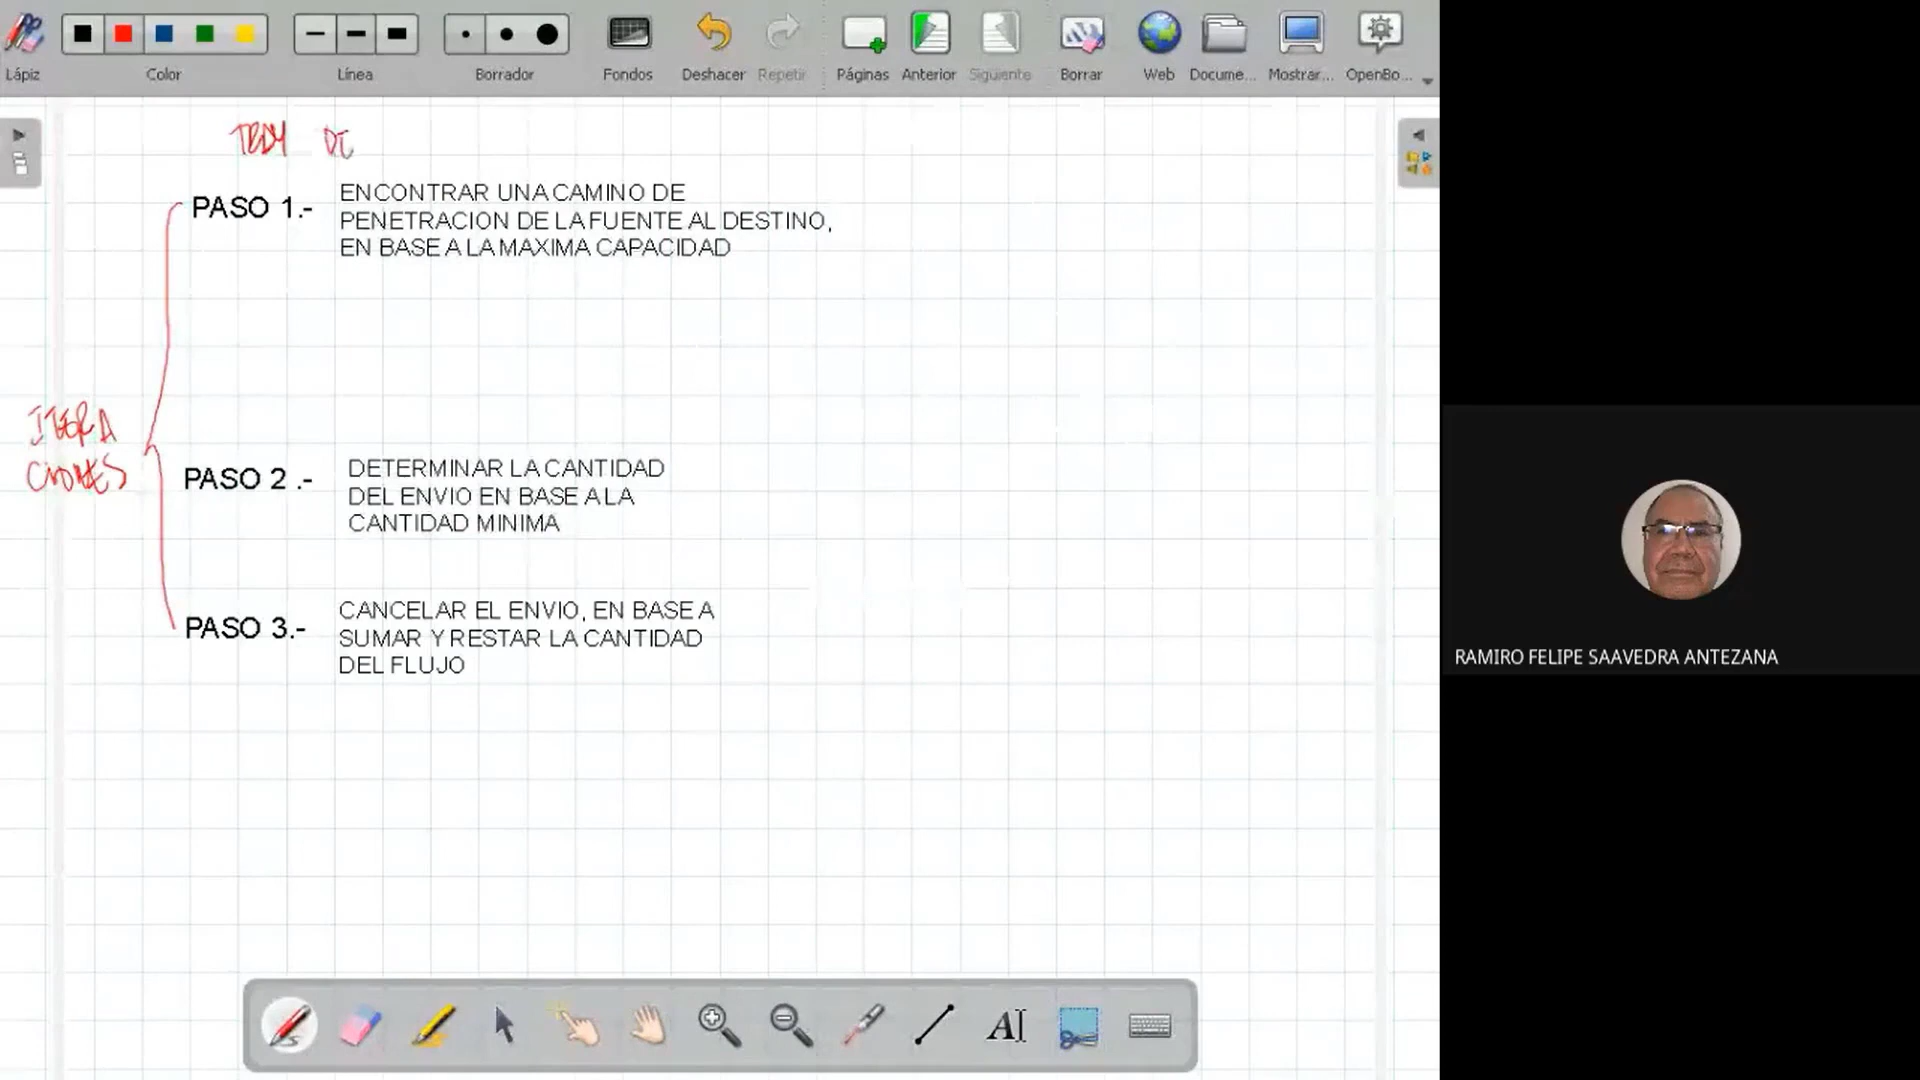 Lápiz
Color
Línea
Borrador
Fondos
Deshacer
Repetir
Páginas
Anterior
Siguiente
Borrar
Web
Docume...
Mostrar...
OpenBo...
PASO 1.-
ENCONTRAR UNA CAMINO DE
PENETRACION DE LA FUENTE AL DESTINO,
EN BASE A LA MAXIMA CAPACIDAD
ITERA
CIONES
PASO 2 .-
DETERMINAR LA CANTIDAD
DEL ENVIO EN BASE A LA
CANTIDAD MINIMA
PASO 3.-
CANCELAR EL ENVIO, EN BASE A
SUMAR Y RESTAR LA CANTIDAD
DEL FLUJO
RAMIRO FELIPE SAAVEDRA ANTEZANA